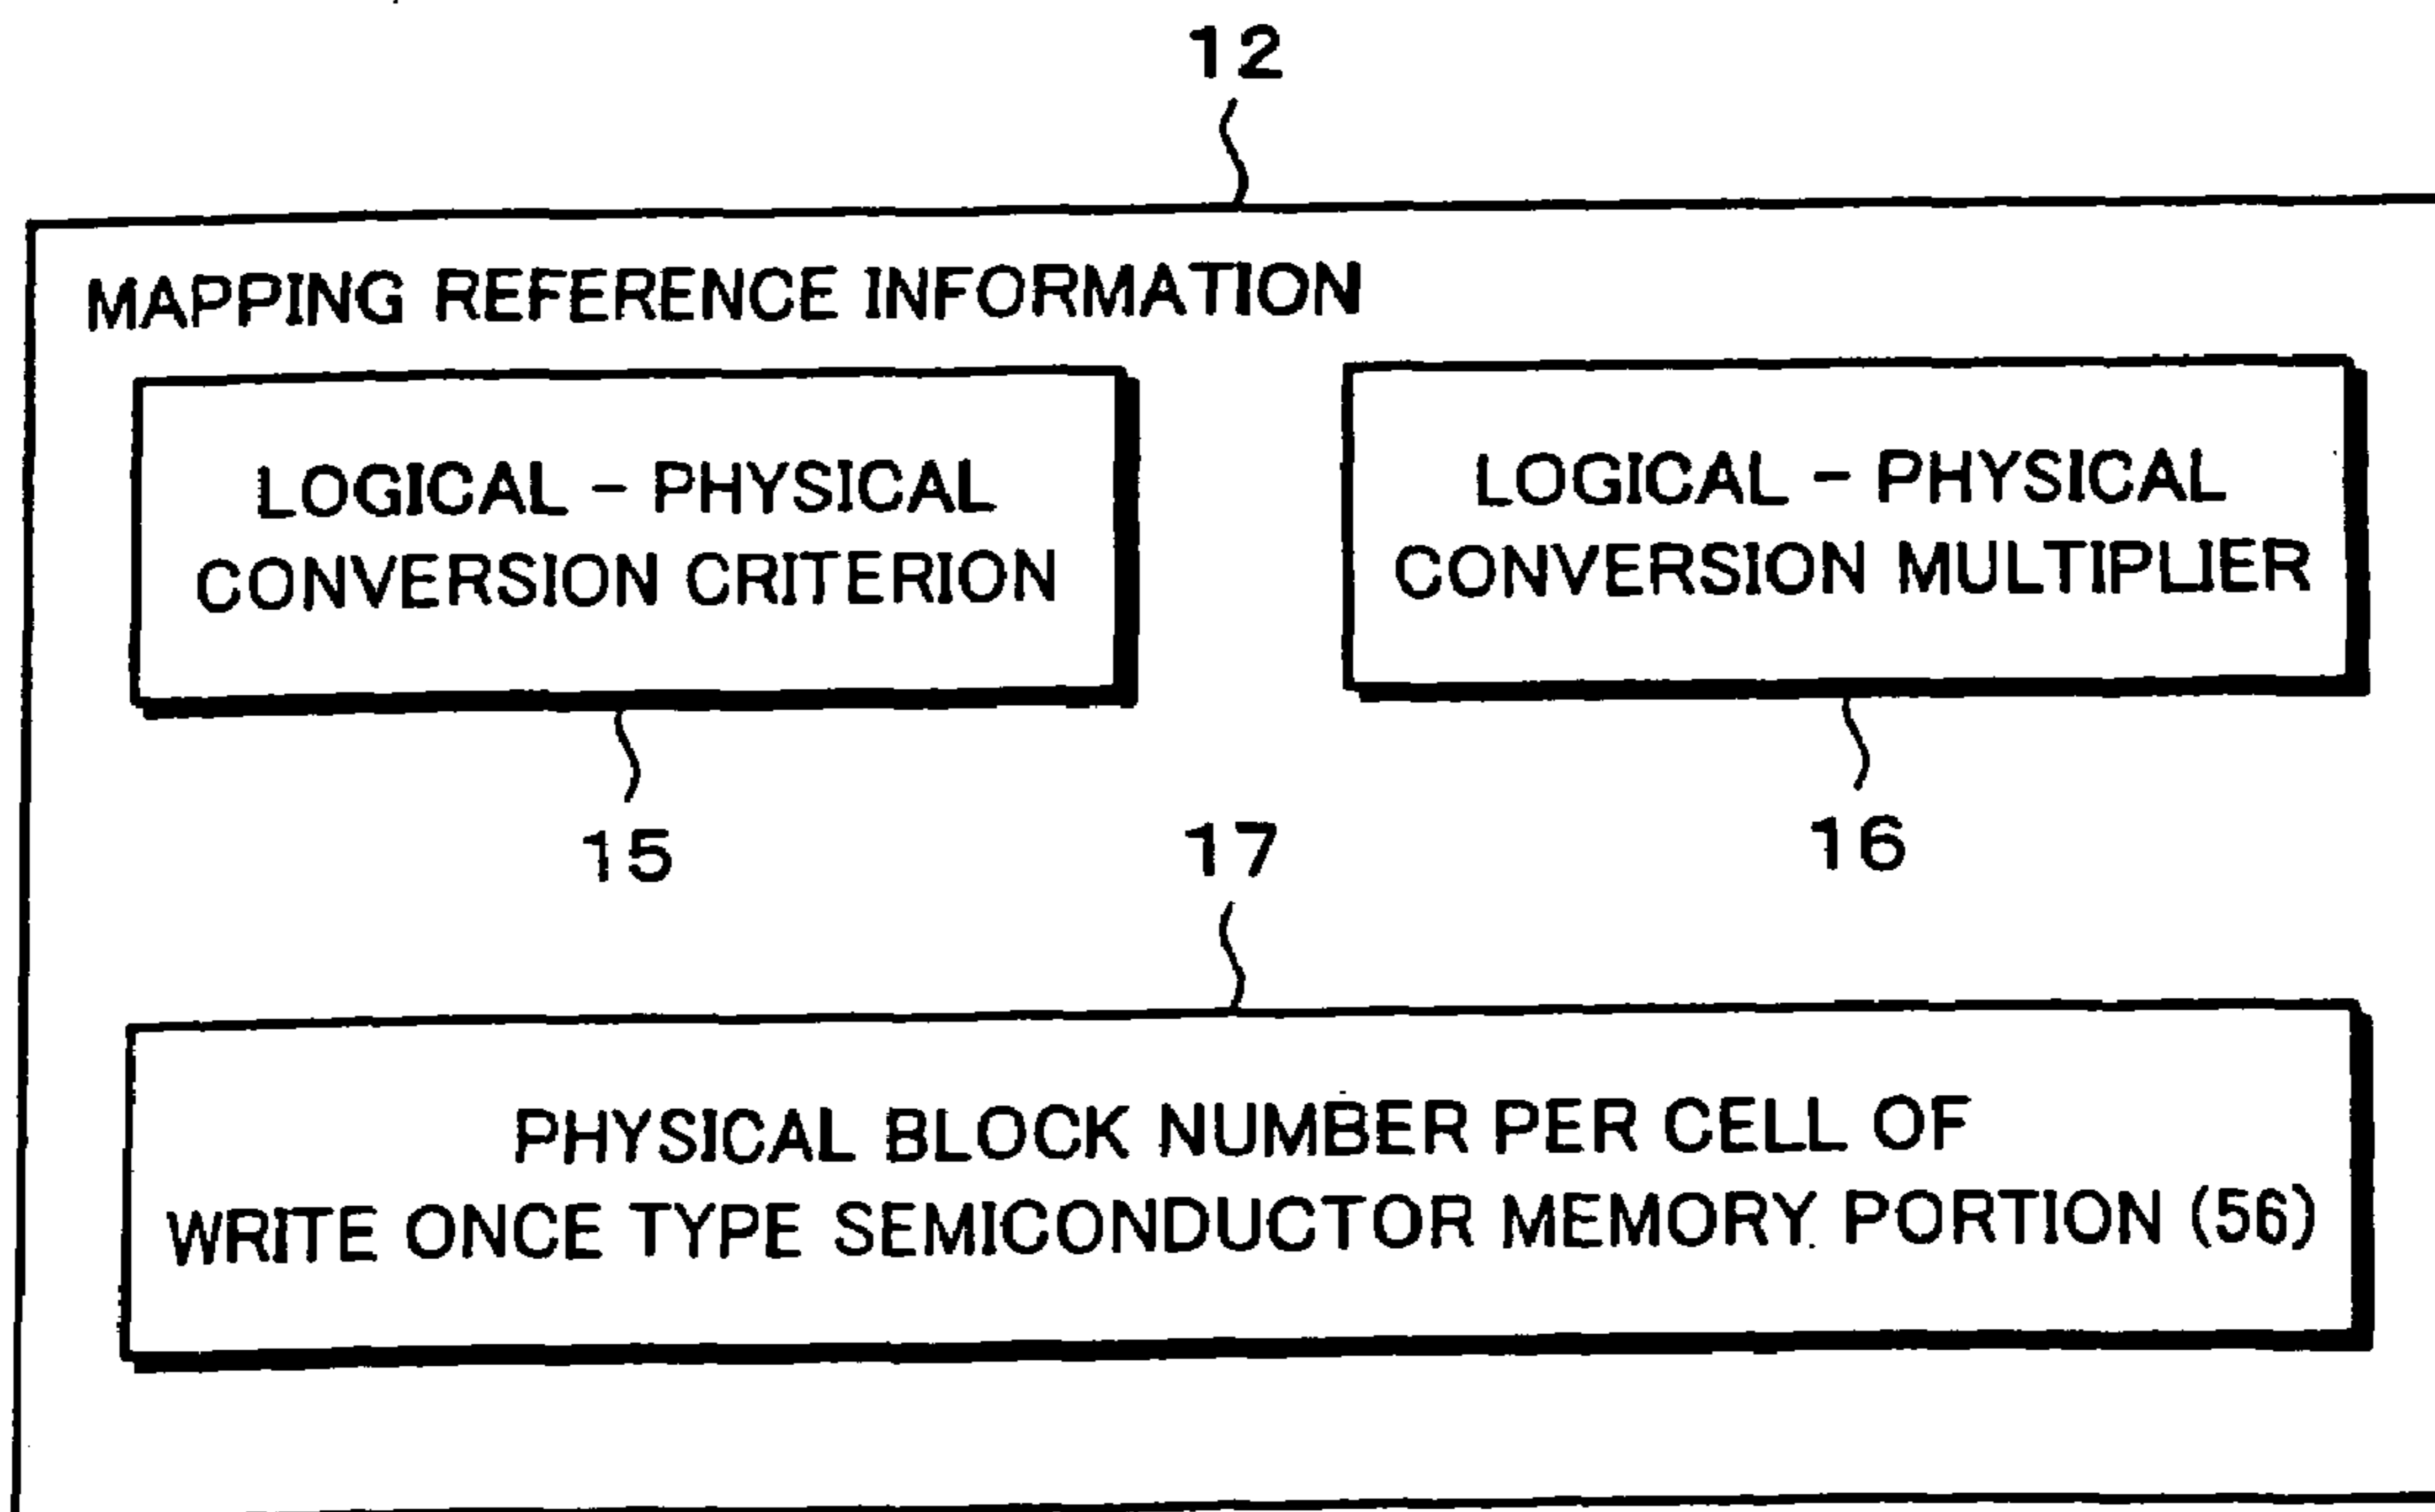 12
MAPPING REFERENCE INFORMATION
LOGICAL - PHYSICAL
CONVERSION CRITERION
LOGICAL - PHYSICAL
CONVERSION MULTIPLIER
15
16
17
PHYSICAL BLOCK NUMBER PER CELL OF
WRITE ONCE TYPE SEMICONDUCTOR MEMORY PORTION (56)